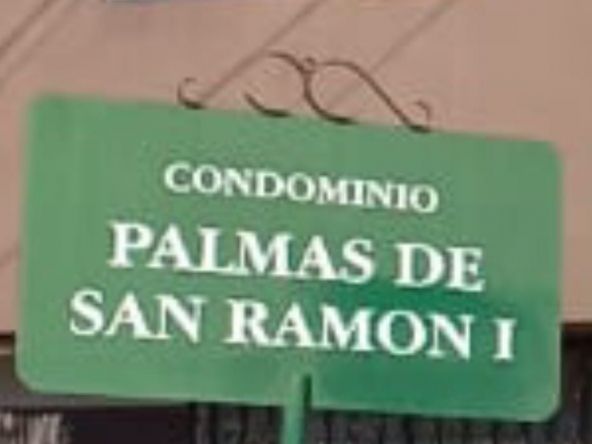 CONDOMINIO
PALMAS DE
SAN RAMON I